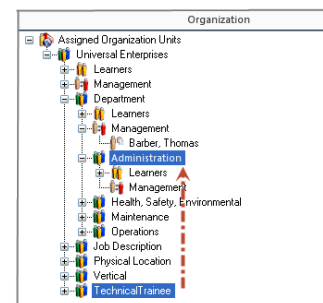 Organization
Assigned Organization Units
Universal Enterprises
Learners
Management
Department
Learners
Management
Barber, Thomas
Administration
Learners
Management
Health, Safety, Environmental
Maintenance
Operations
Job Description
Physical Location
Vertical
TechnicalTrainee